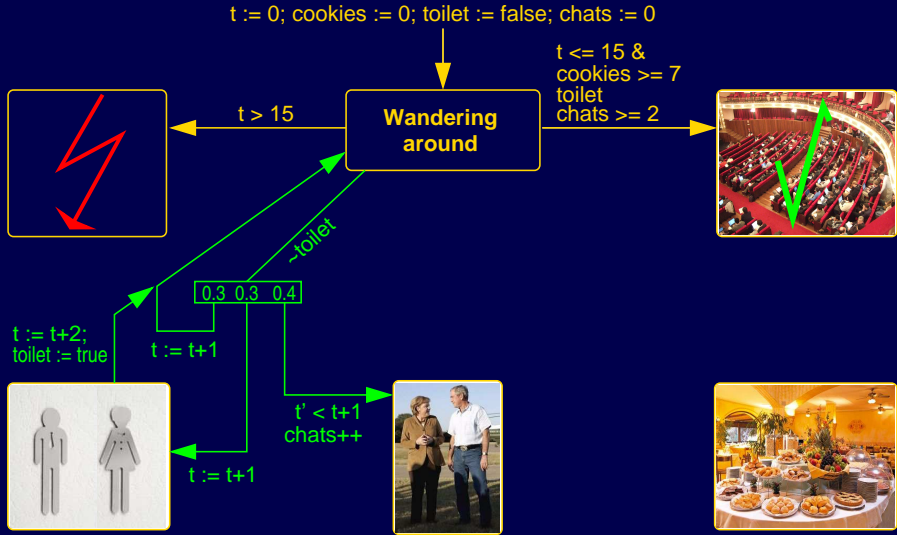 t := 0; cookies := 0; toilet := false; chats := 0
t <= 15 &
cookies >= 7
toilet
chats >= 2
t > 15
Wandering
around
~toilet
0.3 0.3 0.4
t := t+2;
toilet := true
t := t+1
t' < t+1
chats++
t := t+1